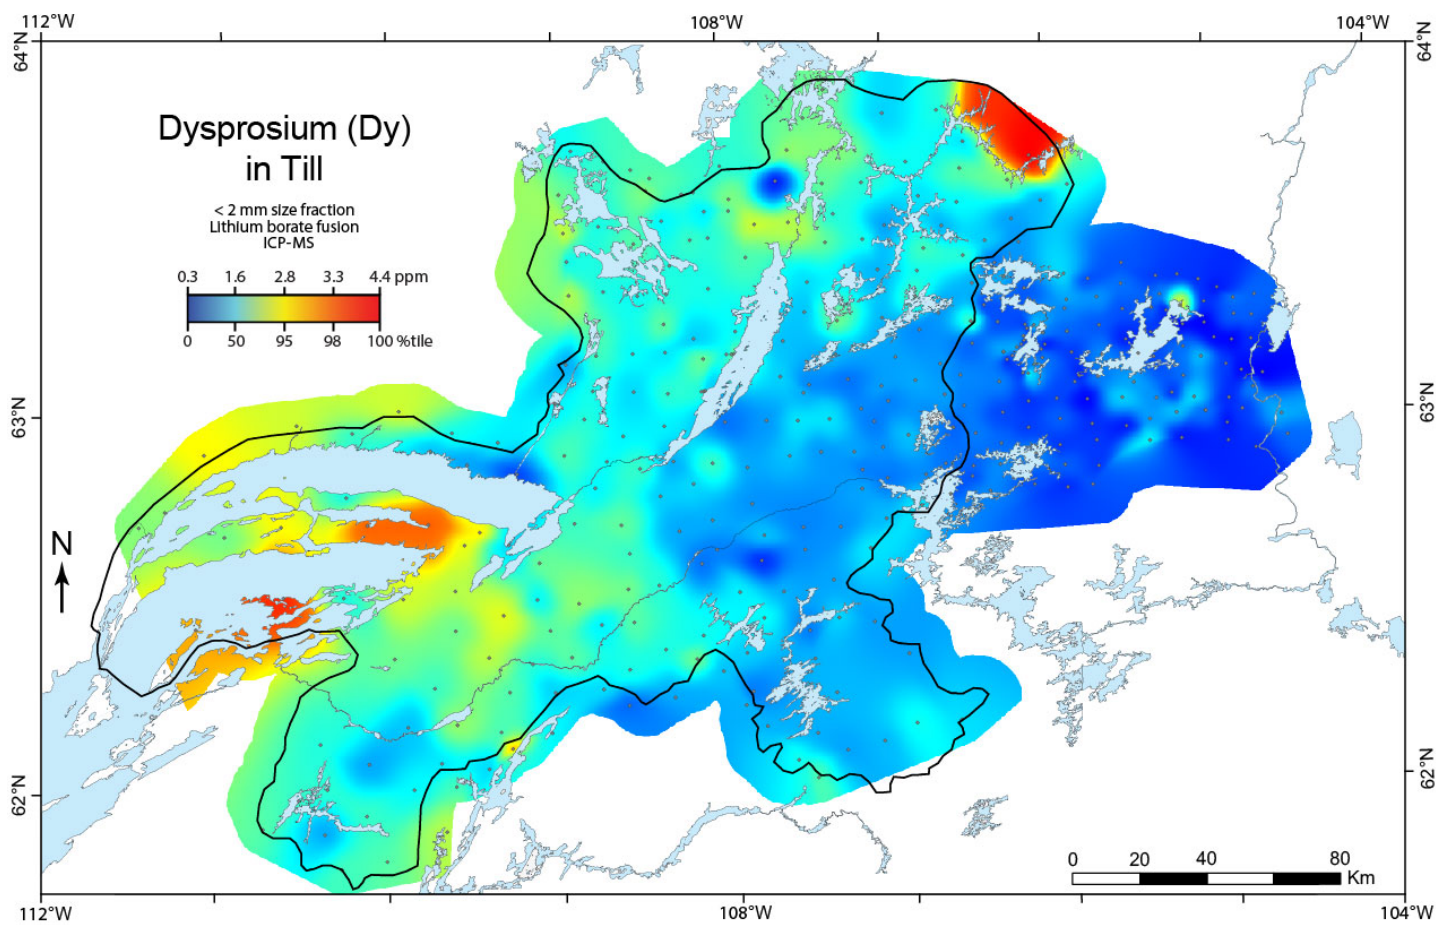 112°W 108°W 104°W
64°N 64°N
Dysprosium (Dy)
in Till
< 2 mm size fraction
Lithium borate fusion
ICP-MS
0.3 1.6 2.8 3.3 4.4 ppm
0 50 95 98 100 %tile
63°N 63°N
N
62°N 62°N
0 20 40 80
Km
112°W 108°W 104°W